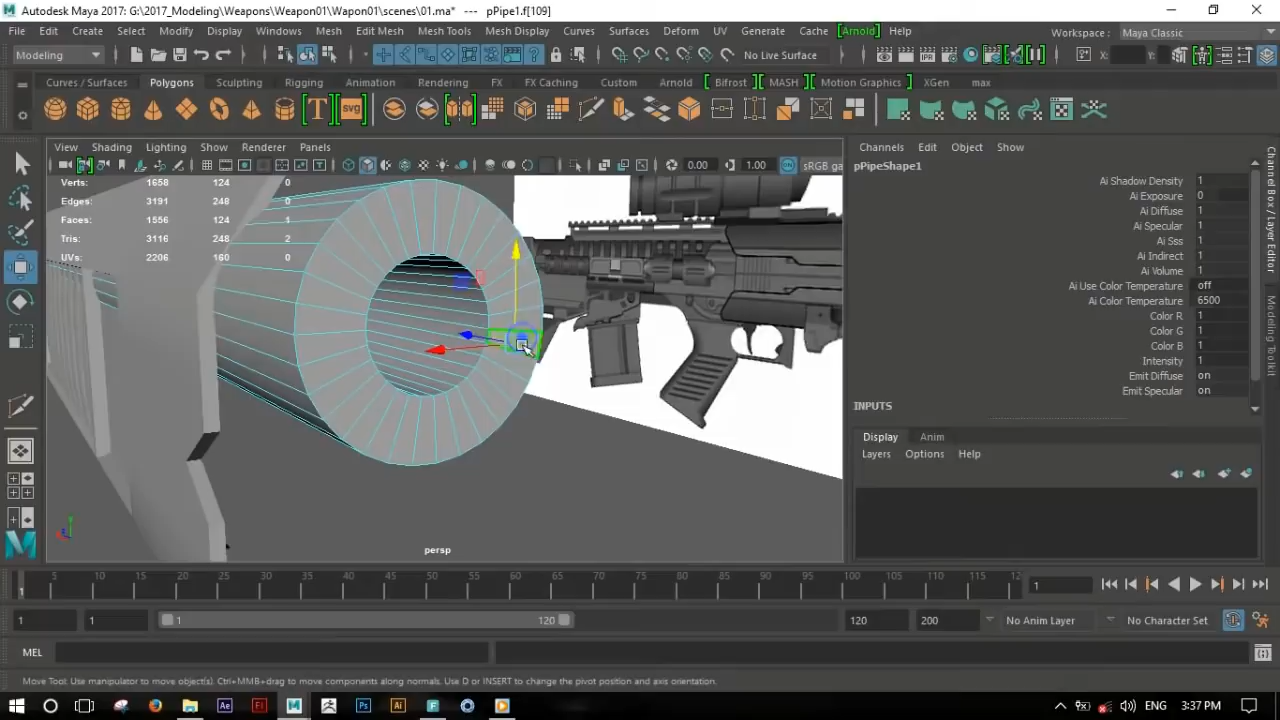 Autodesk Maya 2017: G:\2017_Modeling\Weapons\Weapon01\Wapon01\scenes\01.ma* --- pPipe1.f[109]
File Edit Create Select Modify Display Windows Mesh Edit Mesh Mesh Tools Mesh Display Curves Surfaces Deform UV Generate Cache Arnold Help Workspace : Maya Classic
Modeling No Live Surface X: Y:
Curves / Surfaces Polygons Sculpting Rigging Animation Rendering FX FX Caching Custom Arnold Bifrost MASH Motion Graphics XGen max
T svg
View Shading Lighting Show Renderer Panels
0.00 1.00 sRGB ga
Verts: 1658 124 0
Edges: 3191 248 0
Faces: 1556 124 1
Tris: 3116 248 2
UVs: 2206 160 0
persp
Channels Edit Object Show
pPipeShape1
Ai Shadow Density 1
Ai Exposure 0
Ai Diffuse 1
Ai Specular 1
Ai Sss 1
Ai Indirect 1
Ai Volume 1
Ai Use Color Temperature off
Ai Color Temperature 6500
Color R 1
Color G 1
Color B 1
Intensity 1
Emit Diffuse on
Emit Specular on
INPUTS
Display Anim
Layers Options Help
Channel Box / Layer Editor
Modeling Toolkit
5 10 15 20 25 30 35 40 45 50 55 60 65 70 75 80 85 90 95 100 105 110 115 12
1 1
1 1 1 120 120 200 No Anim Layer No Character Set
MEL
Move Tool: Use manipulator to move object(s). Ctrl+MMB+drag to move components along normals. Use D or INSERT to change the pivot position and axis orientation.
Ae Fl M Ps Ai F 3:37 PM